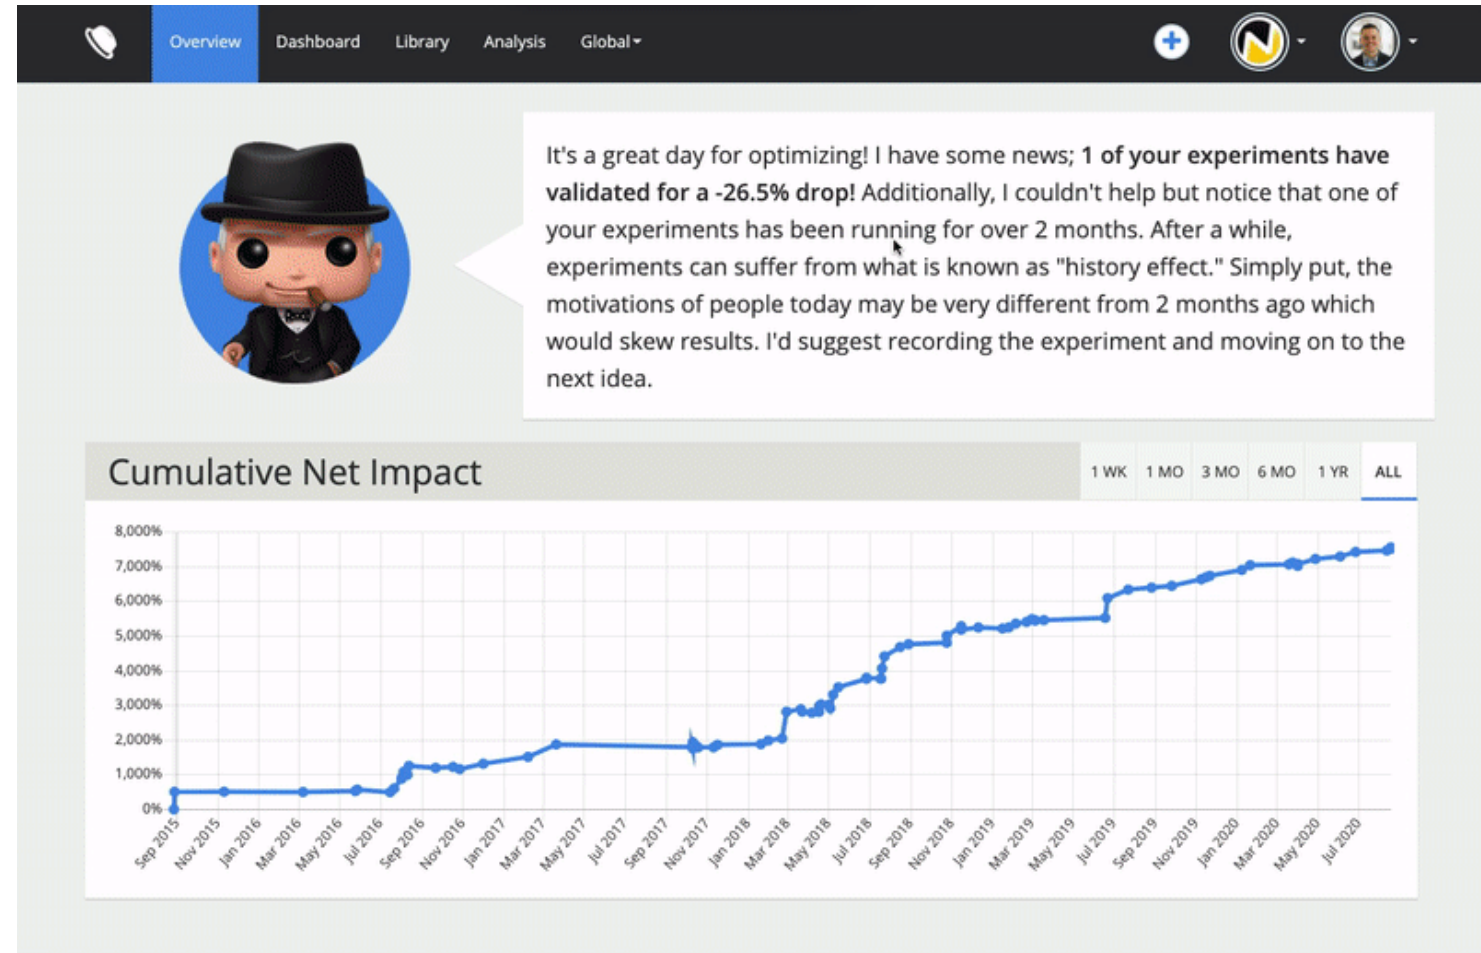 Overview Dashboard Library Analysis Global
It's a great day for optimizing! I have some news; 1 of your experiments have
validated for a -26.5% drop! Additionally, I couldn't help but notice that one of
your experiments has been running for over 2 months. After a while,
experiments can suffer from what is known as "history effect." Simply put, the
motivations of people today may be very different from 2 months ago which
would skew results. I'd suggest recording the experiment and moving on to the
next idea.
Cumulative Net Impact
1 WK 1 MO 3 MO 6 MO 1 YR ALL
8,000%
7,000%
6,000%
5,000%
4,000%
3,000%
2,000%
1,000%
0%
Sep 2015 Nov 2015 Jan 2016 Mar 2016 May 2016 Jul 2016 Sep 2016 Nov 2016 Jan 2017 Mar 2017 May 2017 Jul 2017 Sep 2017 Nov 2017 Jan 2018 Mar 2018 May 2018 Jul 2018 Sep 2018 Nov 2018 Jan 2019 Mar 2019 May 2019 Jul 2019 Sep 2019 Nov 2019 Jan 2020 Mar 2020 May 2020 Jul 2020